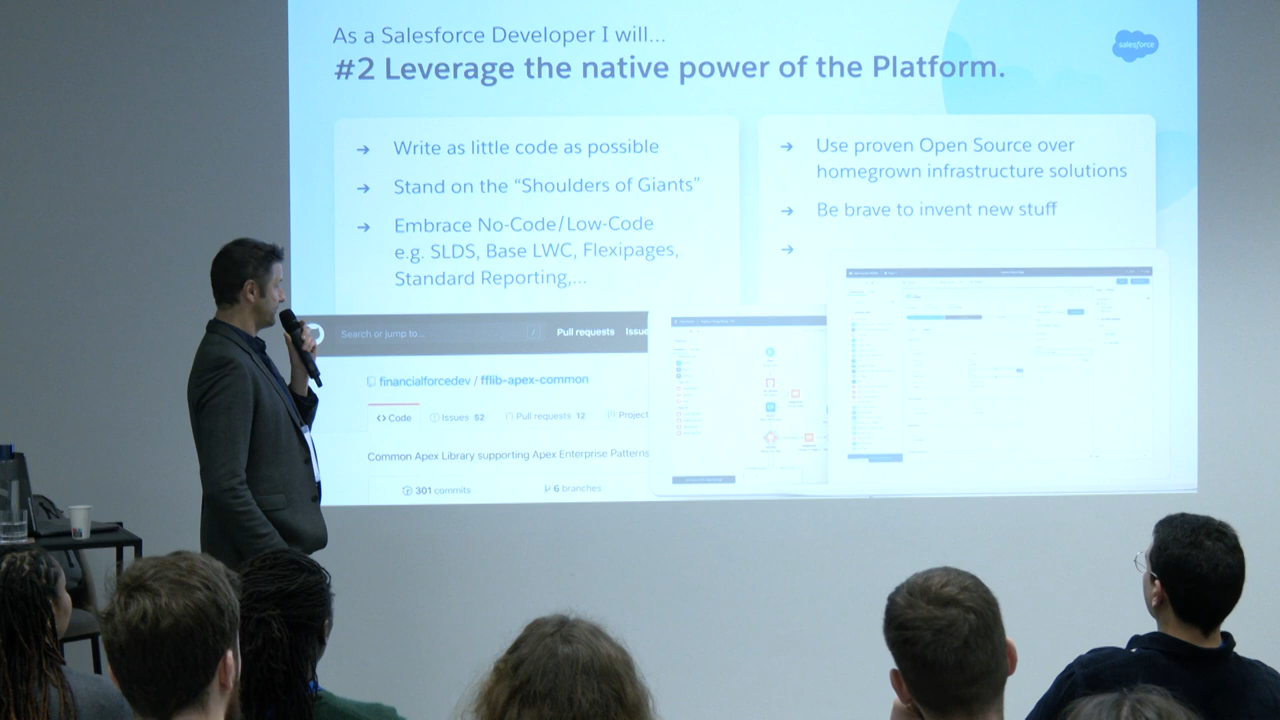 As a Salesforce Developer I will...
#2 Leverage the native power of the Platform.
salesforce
→ Write as little code as possible
→ Stand on the “Shoulders of Giants”
→ Embrace No-Code/Low-Code
e.g. SLDS, Base LWC, Flexipages,
Standard Reporting,...
→ Use proven Open Source over
homegrown infrastructure solutions
→ Be brave to invent new stuff
→
Search or jump to... /
Pull requests
Issue
financialforcedev / fflib-apex-common
<> Code
Issues 52
Pull requests 12
Project
Common Apex Library supporting Apex Enterprise Patterns
301 commits
6 branches